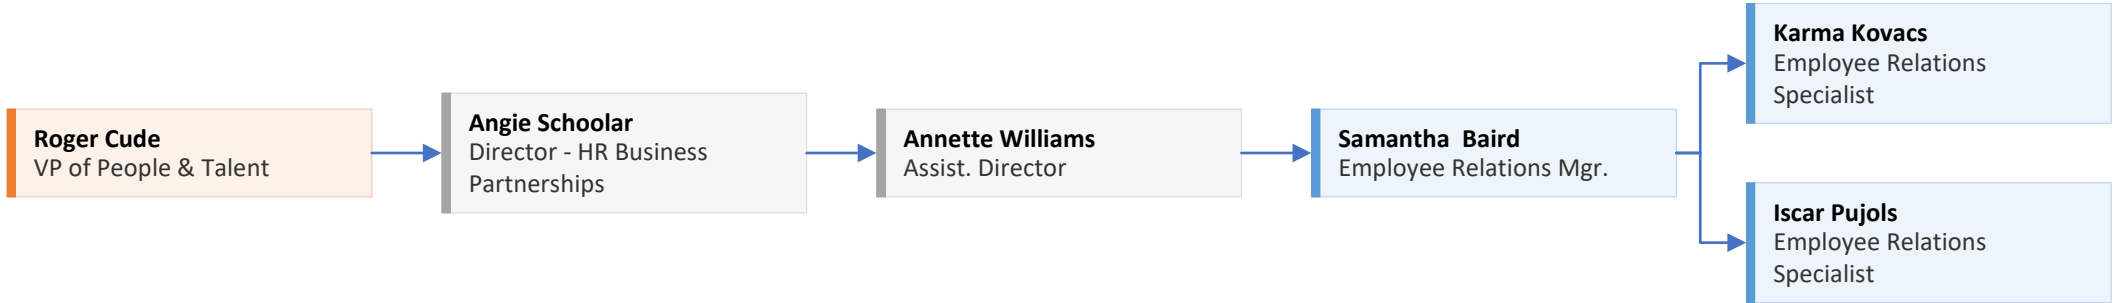 Roger Cude
VP of People & Talent
Angie Schoolar
Director - HR Business
Partnerships
Annette Williams
Assist. Director
Samantha  Baird
Employee Relations Mgr.
Karma Kovacs
Employee Relations
Specialist
Iscar Pujols
Employee Relations
Specialist